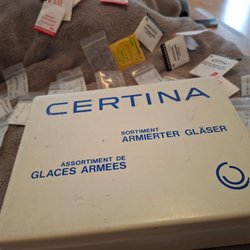 CERTINA
SORTIMENT
ARMIERTER GLÄSER
ASSORTIMENT DE
GLACES ARMEES